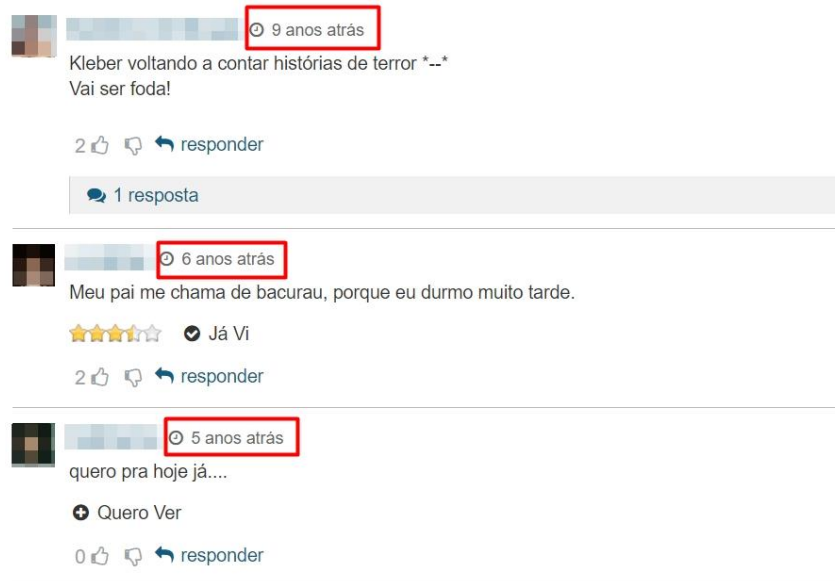 9 anos atrás
Kleber voltando a contar histórias de terror *--*
Vai ser foda!
2 responder
1 resposta
6 anos atrás
Meu pai me chama de bacurau, porque eu durmo muito tarde.
Já Vi
2 responder
5 anos atrás
quero pra hoje já....
Quero Ver
0 responder